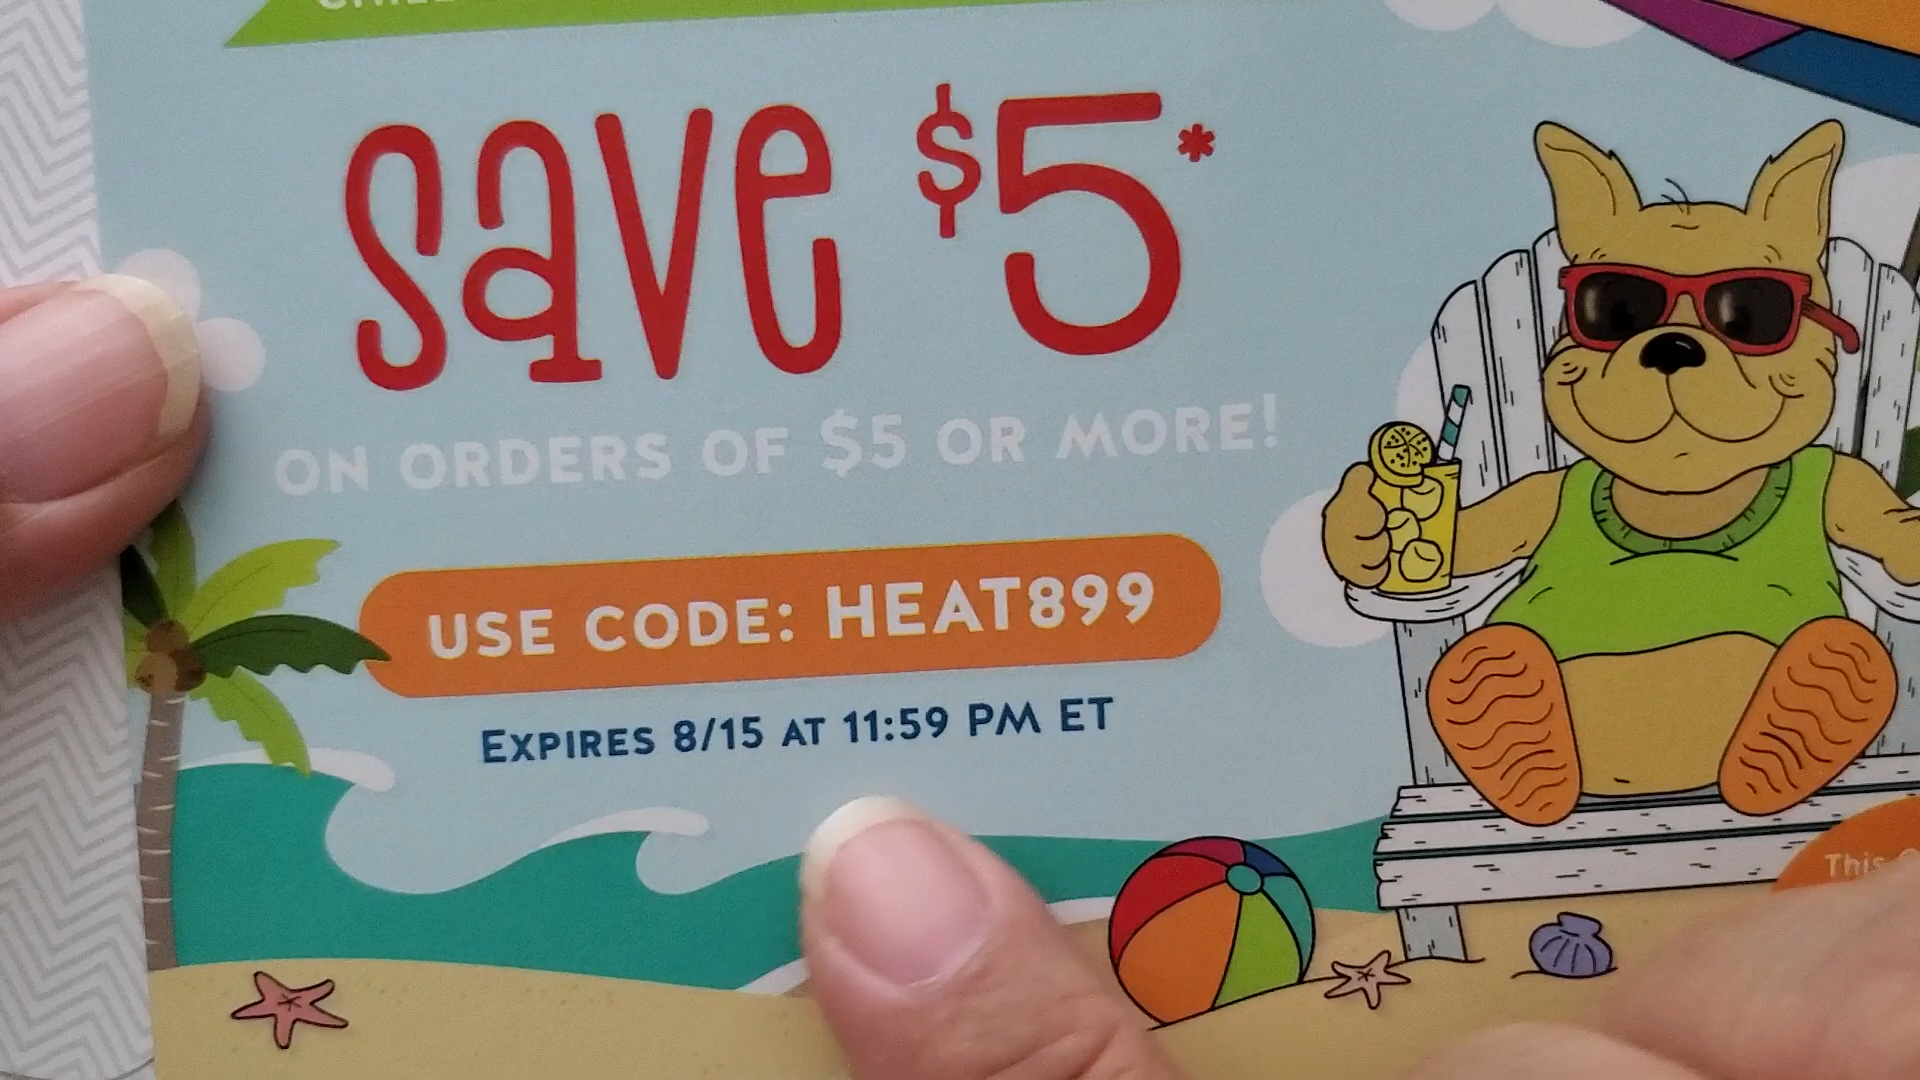 save $5*
ON ORDERS OF $5 OR MORE!
USE CODE: HEAT899
EXPIRES 8/15 AT 11:59 PM ET
This